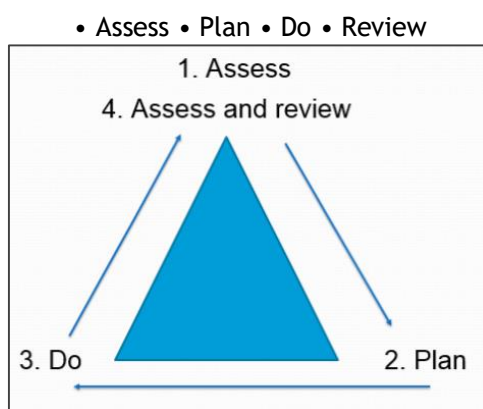 • Assess • Plan • Do • Review
1. Assess
4. Assess and review
3. Do
2. Plan